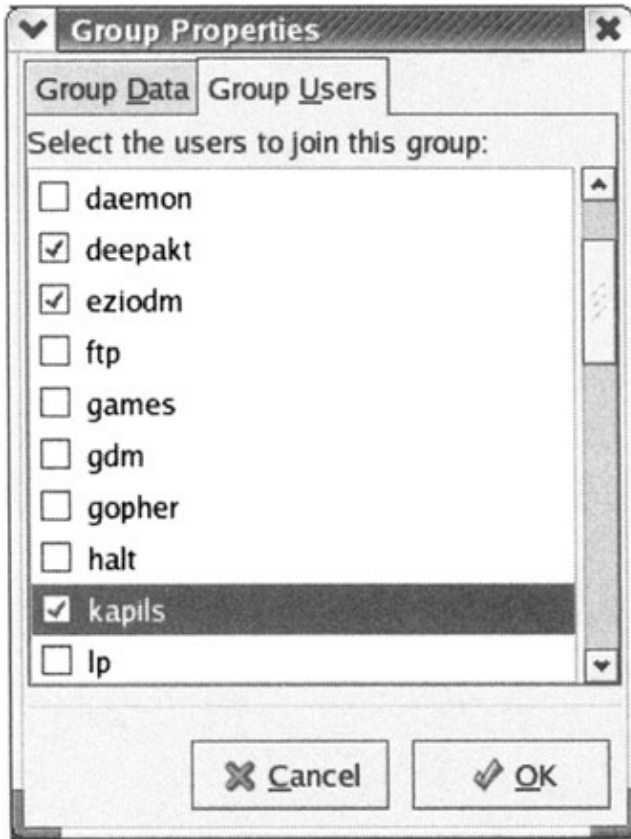 Group Properties
Group Data Group Users
Select the users to join this group:
daemon
deepakt
eziodm
ftp
games
gdm
gopher
halt
kapils
lp
Cancel OK